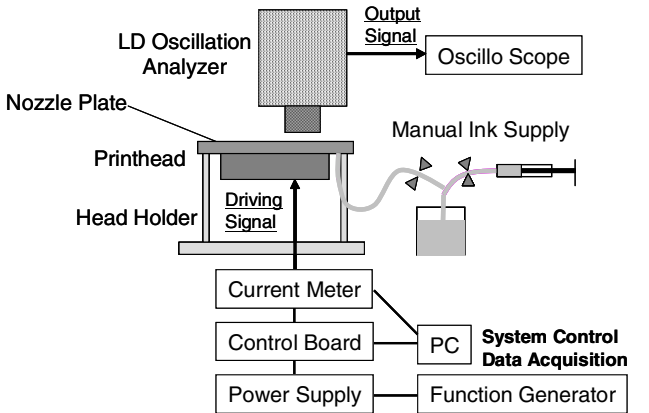 Output
Signal
LD Oscillation
Analyzer
Oscillo Scope
Nozzle Plate
Manual Ink Supply
Printhead
Driving
Signal
Head Holder
Current Meter
Control Board
PC
System Control
Data Acquisition
Power Supply
Function Generator